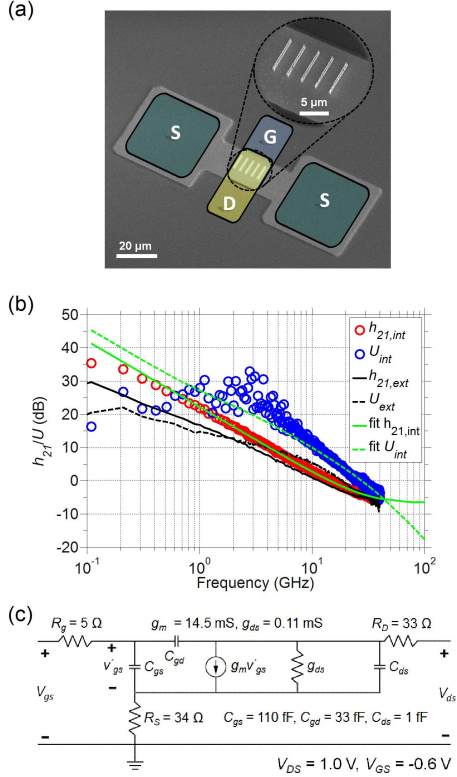 (a)
5 μm
S
G
D
S
20 μm
(b)
50
40
30
20
10
0
-10
-20
h21/U (dB)
h21,int
Uint
h21,ext
Uext
fit h21,int
fit Uint
10-1 100 101 102
Frequency (GHz)
(c)
Rg = 5 Ω
gm = 14.5 mS, gds = 0.11 mS
RD = 33 Ω
+ + +
Vgs v'gs Cgs Cgd gmv'gs gds Cds Vds
- - -
RS = 34 Ω
Cgs = 110 fF, Cgd = 33 fF, Cds = 1 fF
VDS = 1.0 V, VGS = -0.6 V